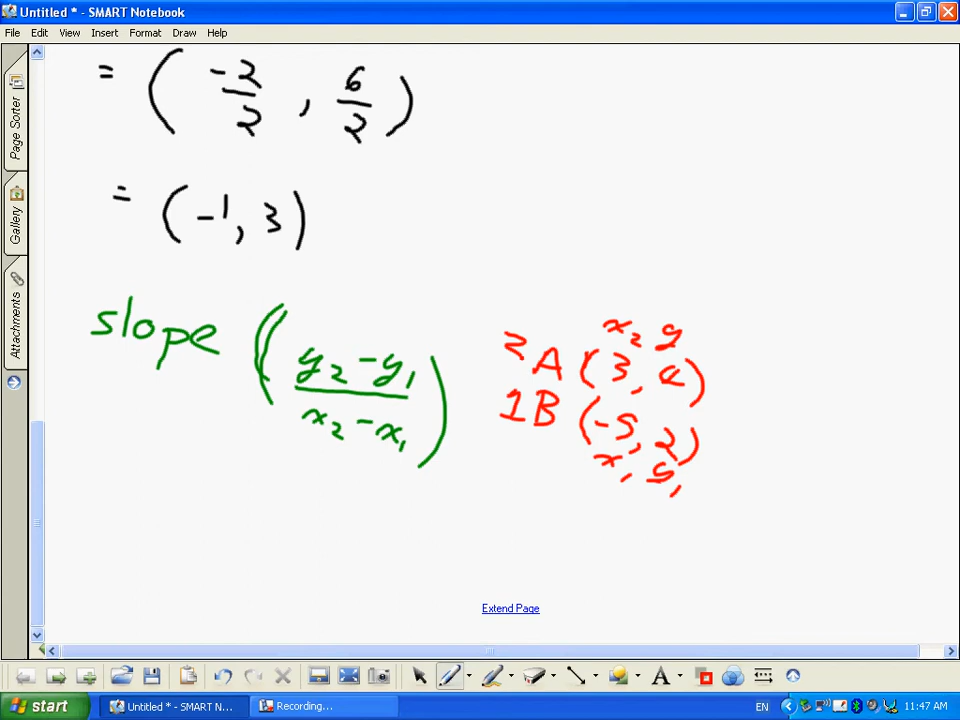 Untitled * - SMART Notebook
File Edit View Insert Format Draw Help
Page Sorter
Gallery
Attachments
= ( -2/2 , 6/2 )
= ( -1, 3 )
slope ( ( y2 - y1 / x2 - x1 )
x2 y
2 A ( 3, 4 )
1 B ( -5, 2 )
x1 y1
Extend Page
start Untitled * - SMART N... Recording... EN 11:47 AM